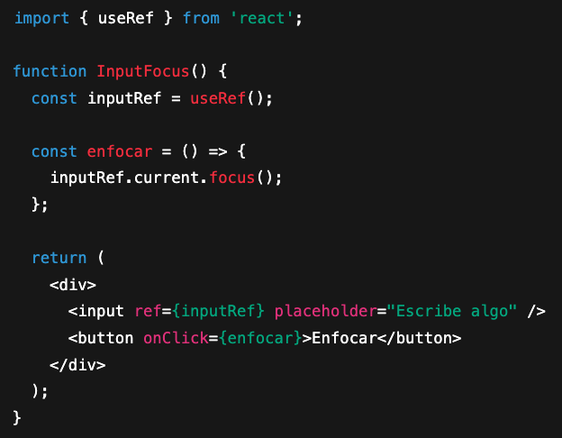 import { useRef } from 'react';
function InputFocus() {
const inputRef = useRef();
const enfocar = () => {
inputRef.current.focus();
};
return (
<div>
<input ref={inputRef} placeholder="Escribe algo" />
<button onClick={enfocar}>Enfocar</button>
</div>
);
}